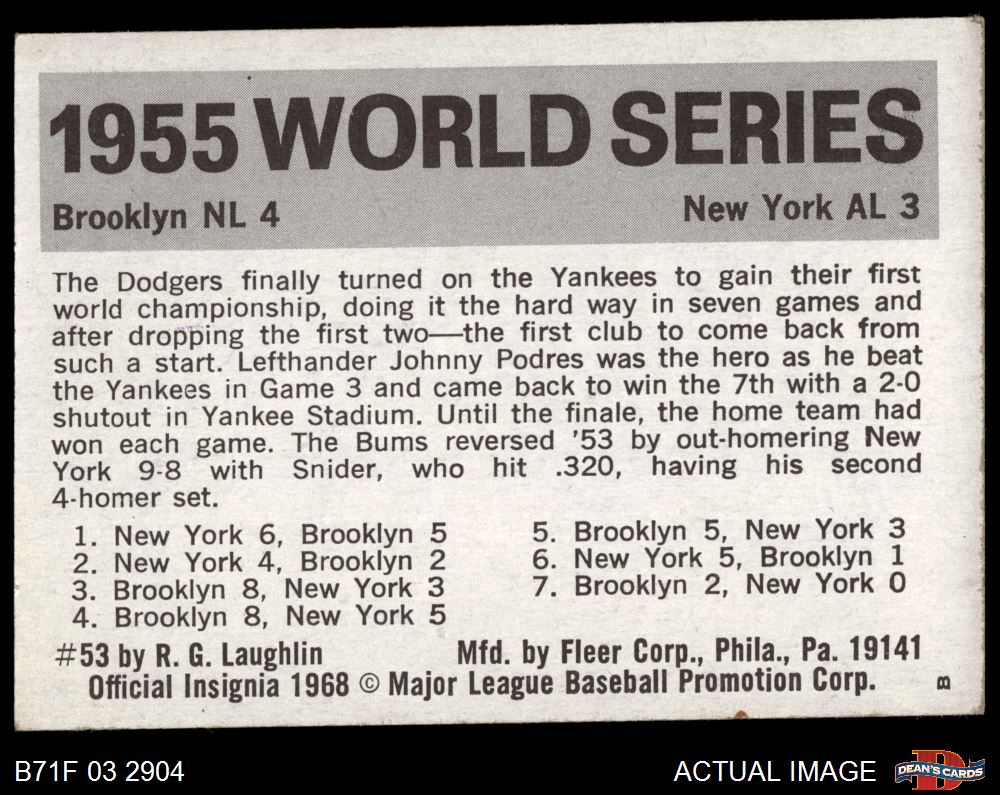 1955 WORLD SERIES
Brooklyn NL 4 New York AL 3
The Dodgers finally turned on the Yankees to gain their first
world championship, doing it the hard way in seven games and
after dropping the first two—the first club to come back from
such a start. Lefthander Johnny Podres was the hero as he beat
the Yankees in Game 3 and came back to win the 7th with a 2-0
shutout in Yankee Stadium. Until the finale, the home team had
won each game. The Bums reversed '53 by out-homering New
York 9-8 with Snider, who hit .320, having his second
4-homer set.
1. New York 6, Brooklyn 5
2. New York 4, Brooklyn 2
3. Brooklyn 8, New York 3
4. Brooklyn 8, New York 5
5. Brooklyn 5, New York 3
6. New York 5, Brooklyn 1
7. Brooklyn 2, New York 0
#53 by R. G. Laughlin Mfd. by Fleer Corp., Phila., Pa. 19141
Official Insignia 1968 © Major League Baseball Promotion Corp. B
B71F 03 2904 ACTUAL IMAGE DEAN'S CARDS